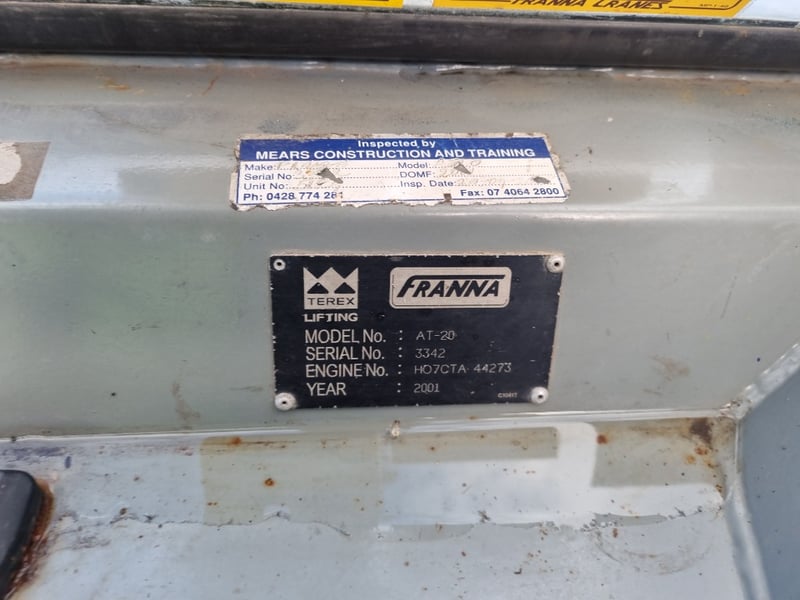 FRANNA CRANES
Inspected by
MEARS CONSTRUCTION AND TRAINING
Make: Model:
Serial No: DOMF:
Unit No: Insp. Date:
Ph: 0428 774 281 Fax: 07 4064 2800
TEREX
LIFTING
FRANNA
MODEL No. : AT-20
SERIAL No. : 3342
ENGINE No. : HO7CTA 44273
YEAR : 2001